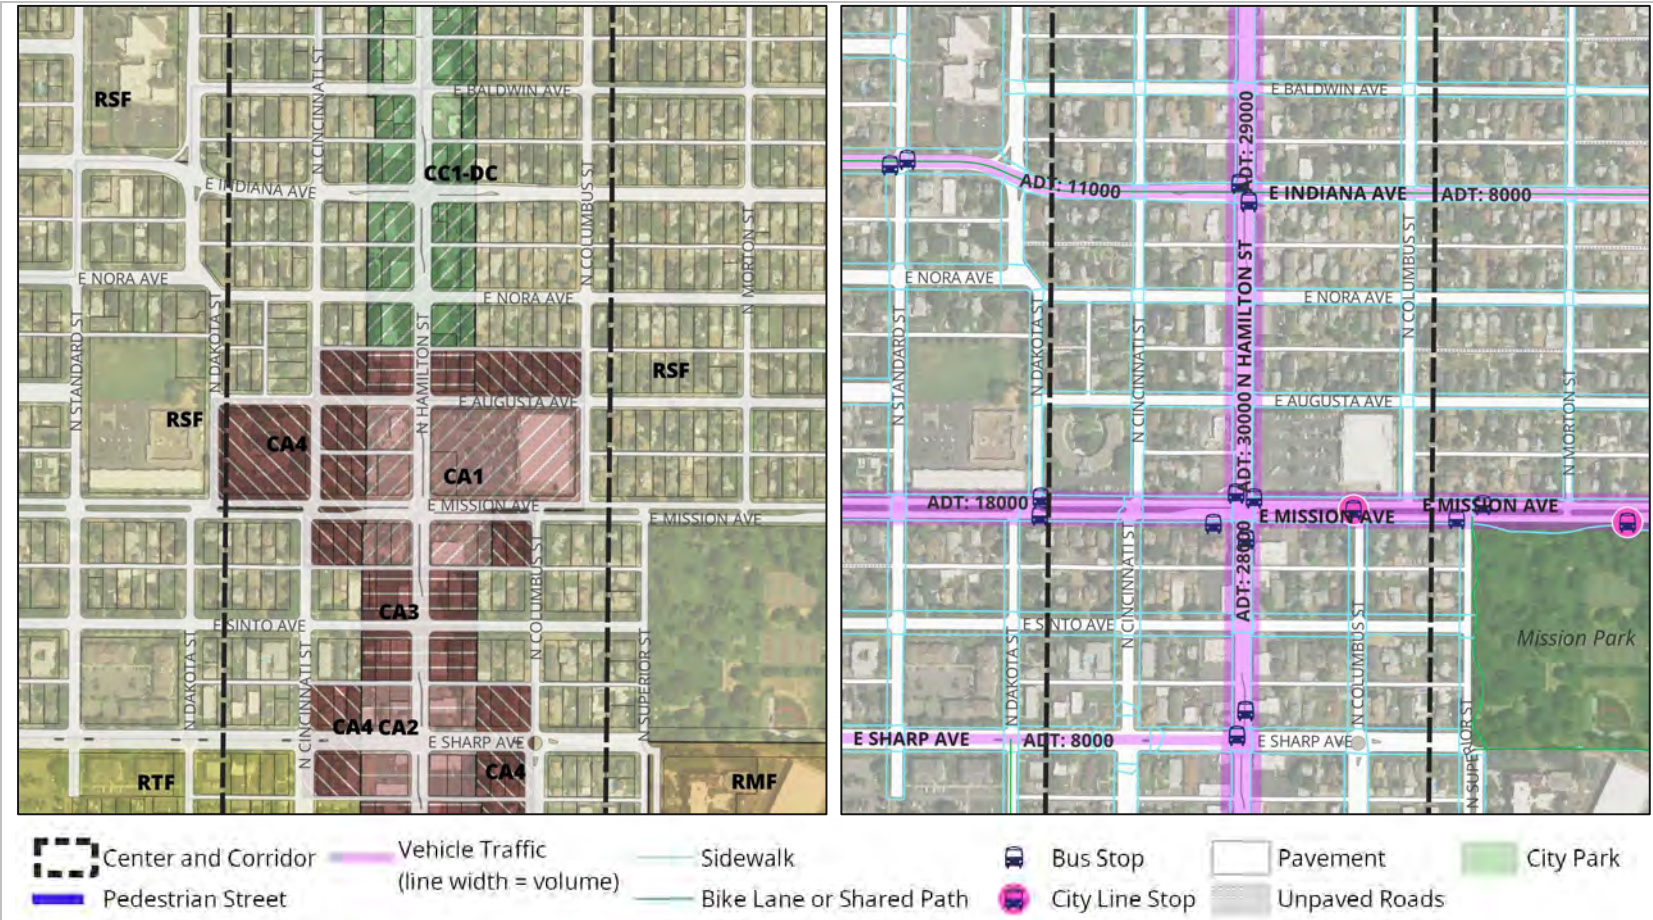 RSF
N CINCINNATI ST
E BALDWIN AVE
CC1-DC
E INDIANA AVE
N COLUMBUS ST
N MORTON ST
E NORA AVE
E NORA AVE
N STANDARD ST
N DAKOTA ST
N HAMILTON ST
RSF
RSF
E AUGUSTA AVE
CA4
CA1
E MISSION AVE
E MISSION AVE
N COLUMBUS ST
CA3
E SINTO AVE
N DAKOTA ST
N CINCINNATI ST
N SUPERIOR ST
CA4 CA2
E SHARP AVE
CA4
RTF
RMF
E BALDWIN AVE
ADT: 29000
ADT: 11000
E INDIANA AVE
ADT: 8000
N COLUMBUS ST
E NORA AVE
E NORA AVE
N HAMILTON ST
N STANDARD ST
N DAKOTA ST
N CINCINNATI ST
N MORTON ST
E AUGUSTA AVE
ADT: 30000
ADT: 18000
E MISSION AVE
E MISSION AVE
ADT: 28000
N CINCINNATI ST
E SINTO AVE
N DAKOTA ST
N COLUMBUS ST
Mission Park
N SUPERIOR ST
E SHARP AVE
ADT: 8000
E SHARP AVE
Center and Corridor
Pedestrian Street
Vehicle Traffic
(line width = volume)
Sidewalk
Bike Lane or Shared Path
Bus Stop
City Line Stop
Pavement
Unpaved Roads
City Park